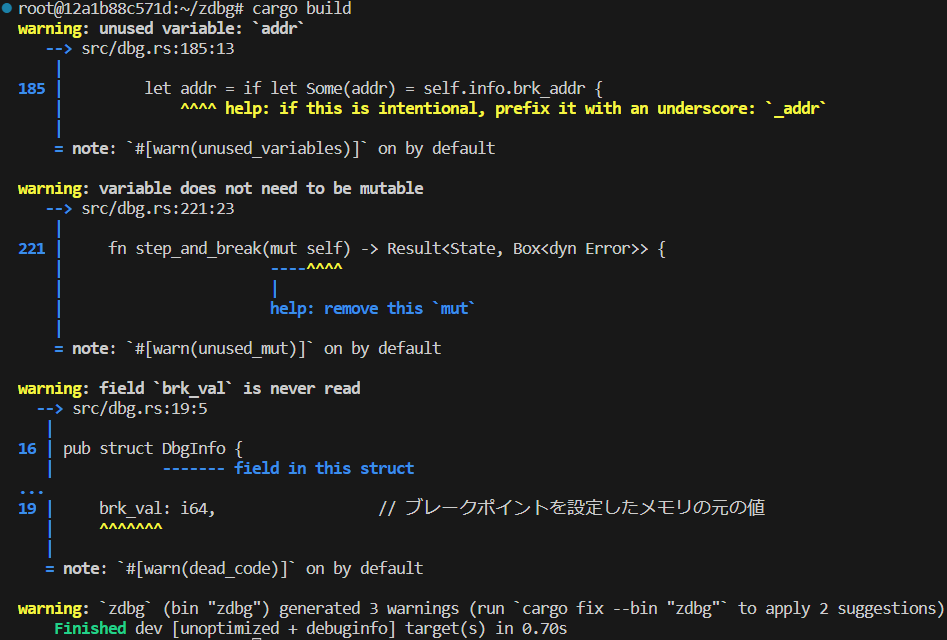 root@12a1b88c571d:~/zdbg# cargo build
warning: unused variable: `addr`
--> src/dbg.rs:185:13
|
185 | let addr = if let Some(addr) = self.info.brk_addr {
| ^^^^ help: if this is intentional, prefix it with an underscore: `_addr`
|
= note: `#[warn(unused_variables)]` on by default
warning: variable does not need to be mutable
--> src/dbg.rs:221:23
|
221 | fn step_and_break(mut self) -> Result<State, Box<dyn Error>> {
| ----^^^^
| |
| help: remove this `mut`
|
= note: `#[warn(unused_mut)]` on by default
warning: field `brk_val` is never read
--> src/dbg.rs:19:5
|
16 | pub struct DbgInfo {
| ------- field in this struct
...
19 | brk_val: i64, // ブレークポイントを設定したメモリの元の値
| ^^^^^^^
|
= note: `#[warn(dead_code)]` on by default
warning: `zdbg` (bin "zdbg") generated 3 warnings (run `cargo fix --bin "zdbg"` to apply 2 suggestions)
Finished dev [unoptimized + debuginfo] target(s) in 0.70s